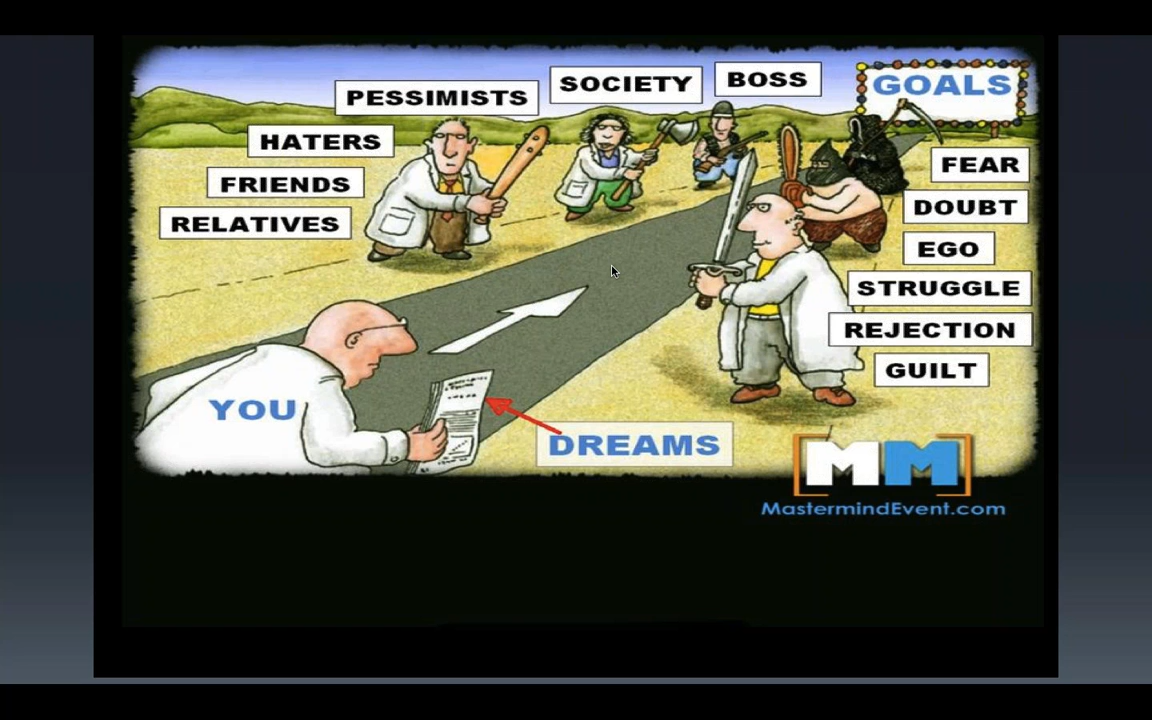 PESSIMISTS
SOCIETY
BOSS
GOALS
HATERS
FRIENDS
RELATIVES
FEAR
DOUBT
EGO
STRUGGLE
REJECTION
GUILT
YOU
DREAMS
MM
MastermindEvent.com